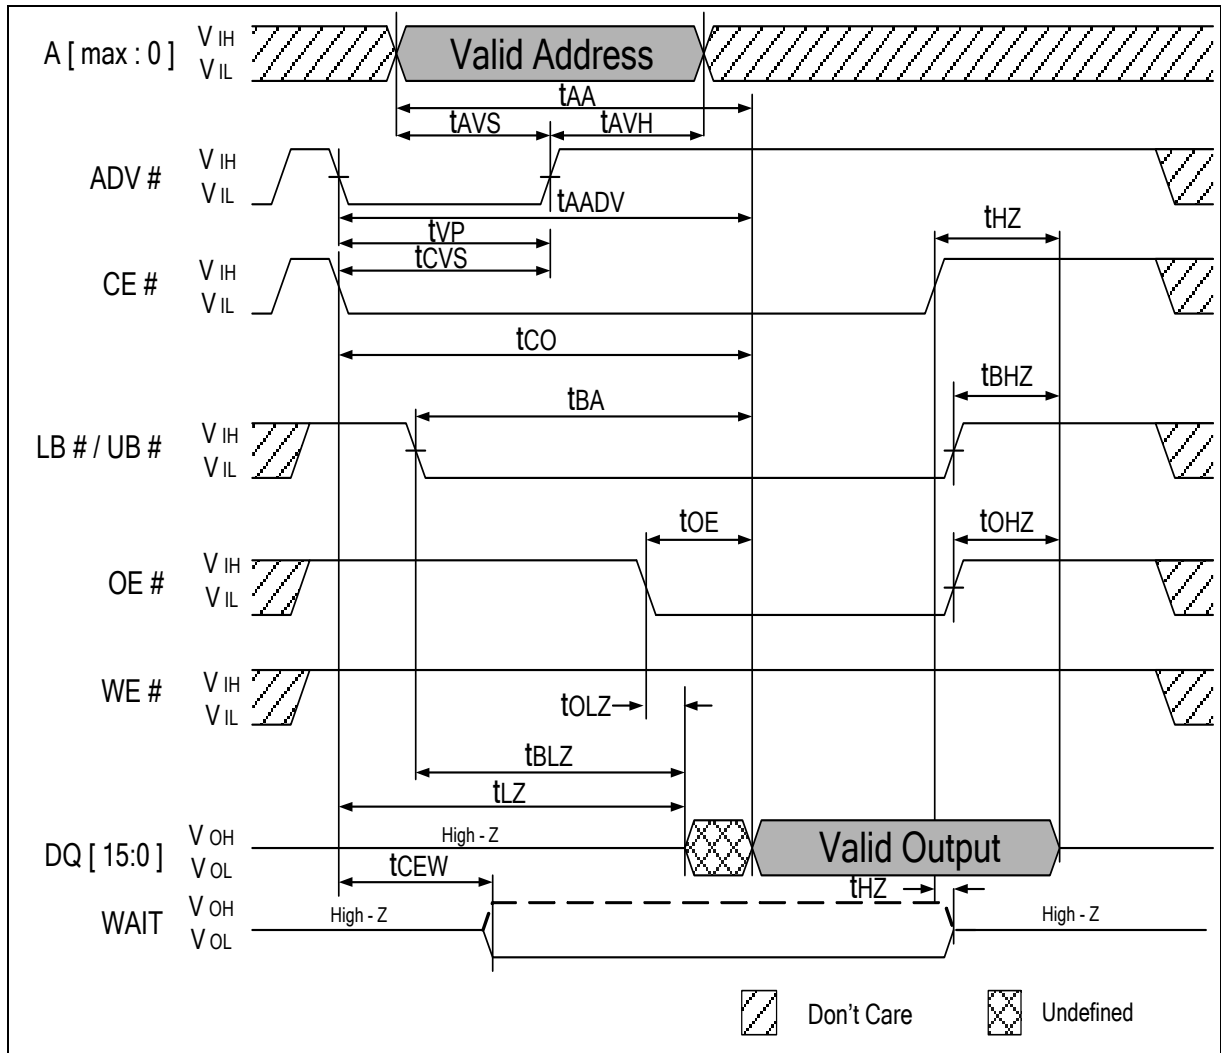 A [ max : 0 ] V IH V IL Valid Address
tAA
tAVS tAVH
ADV # V IH V IL
tAADV
tVP tHZ
tCVS
CE # V IH V IL
tCO
tBHZ
tBA
LB # / UB # V IH V IL
tOE tOHZ
OE # V IH V IL
WE # V IH V IL
tOLZ
tBLZ
tLZ
DQ [ 15:0 ] V OH V OL High - Z Valid Output
tCEW tHZ
WAIT V OH V OL High - Z High - Z
Don't Care Undefined